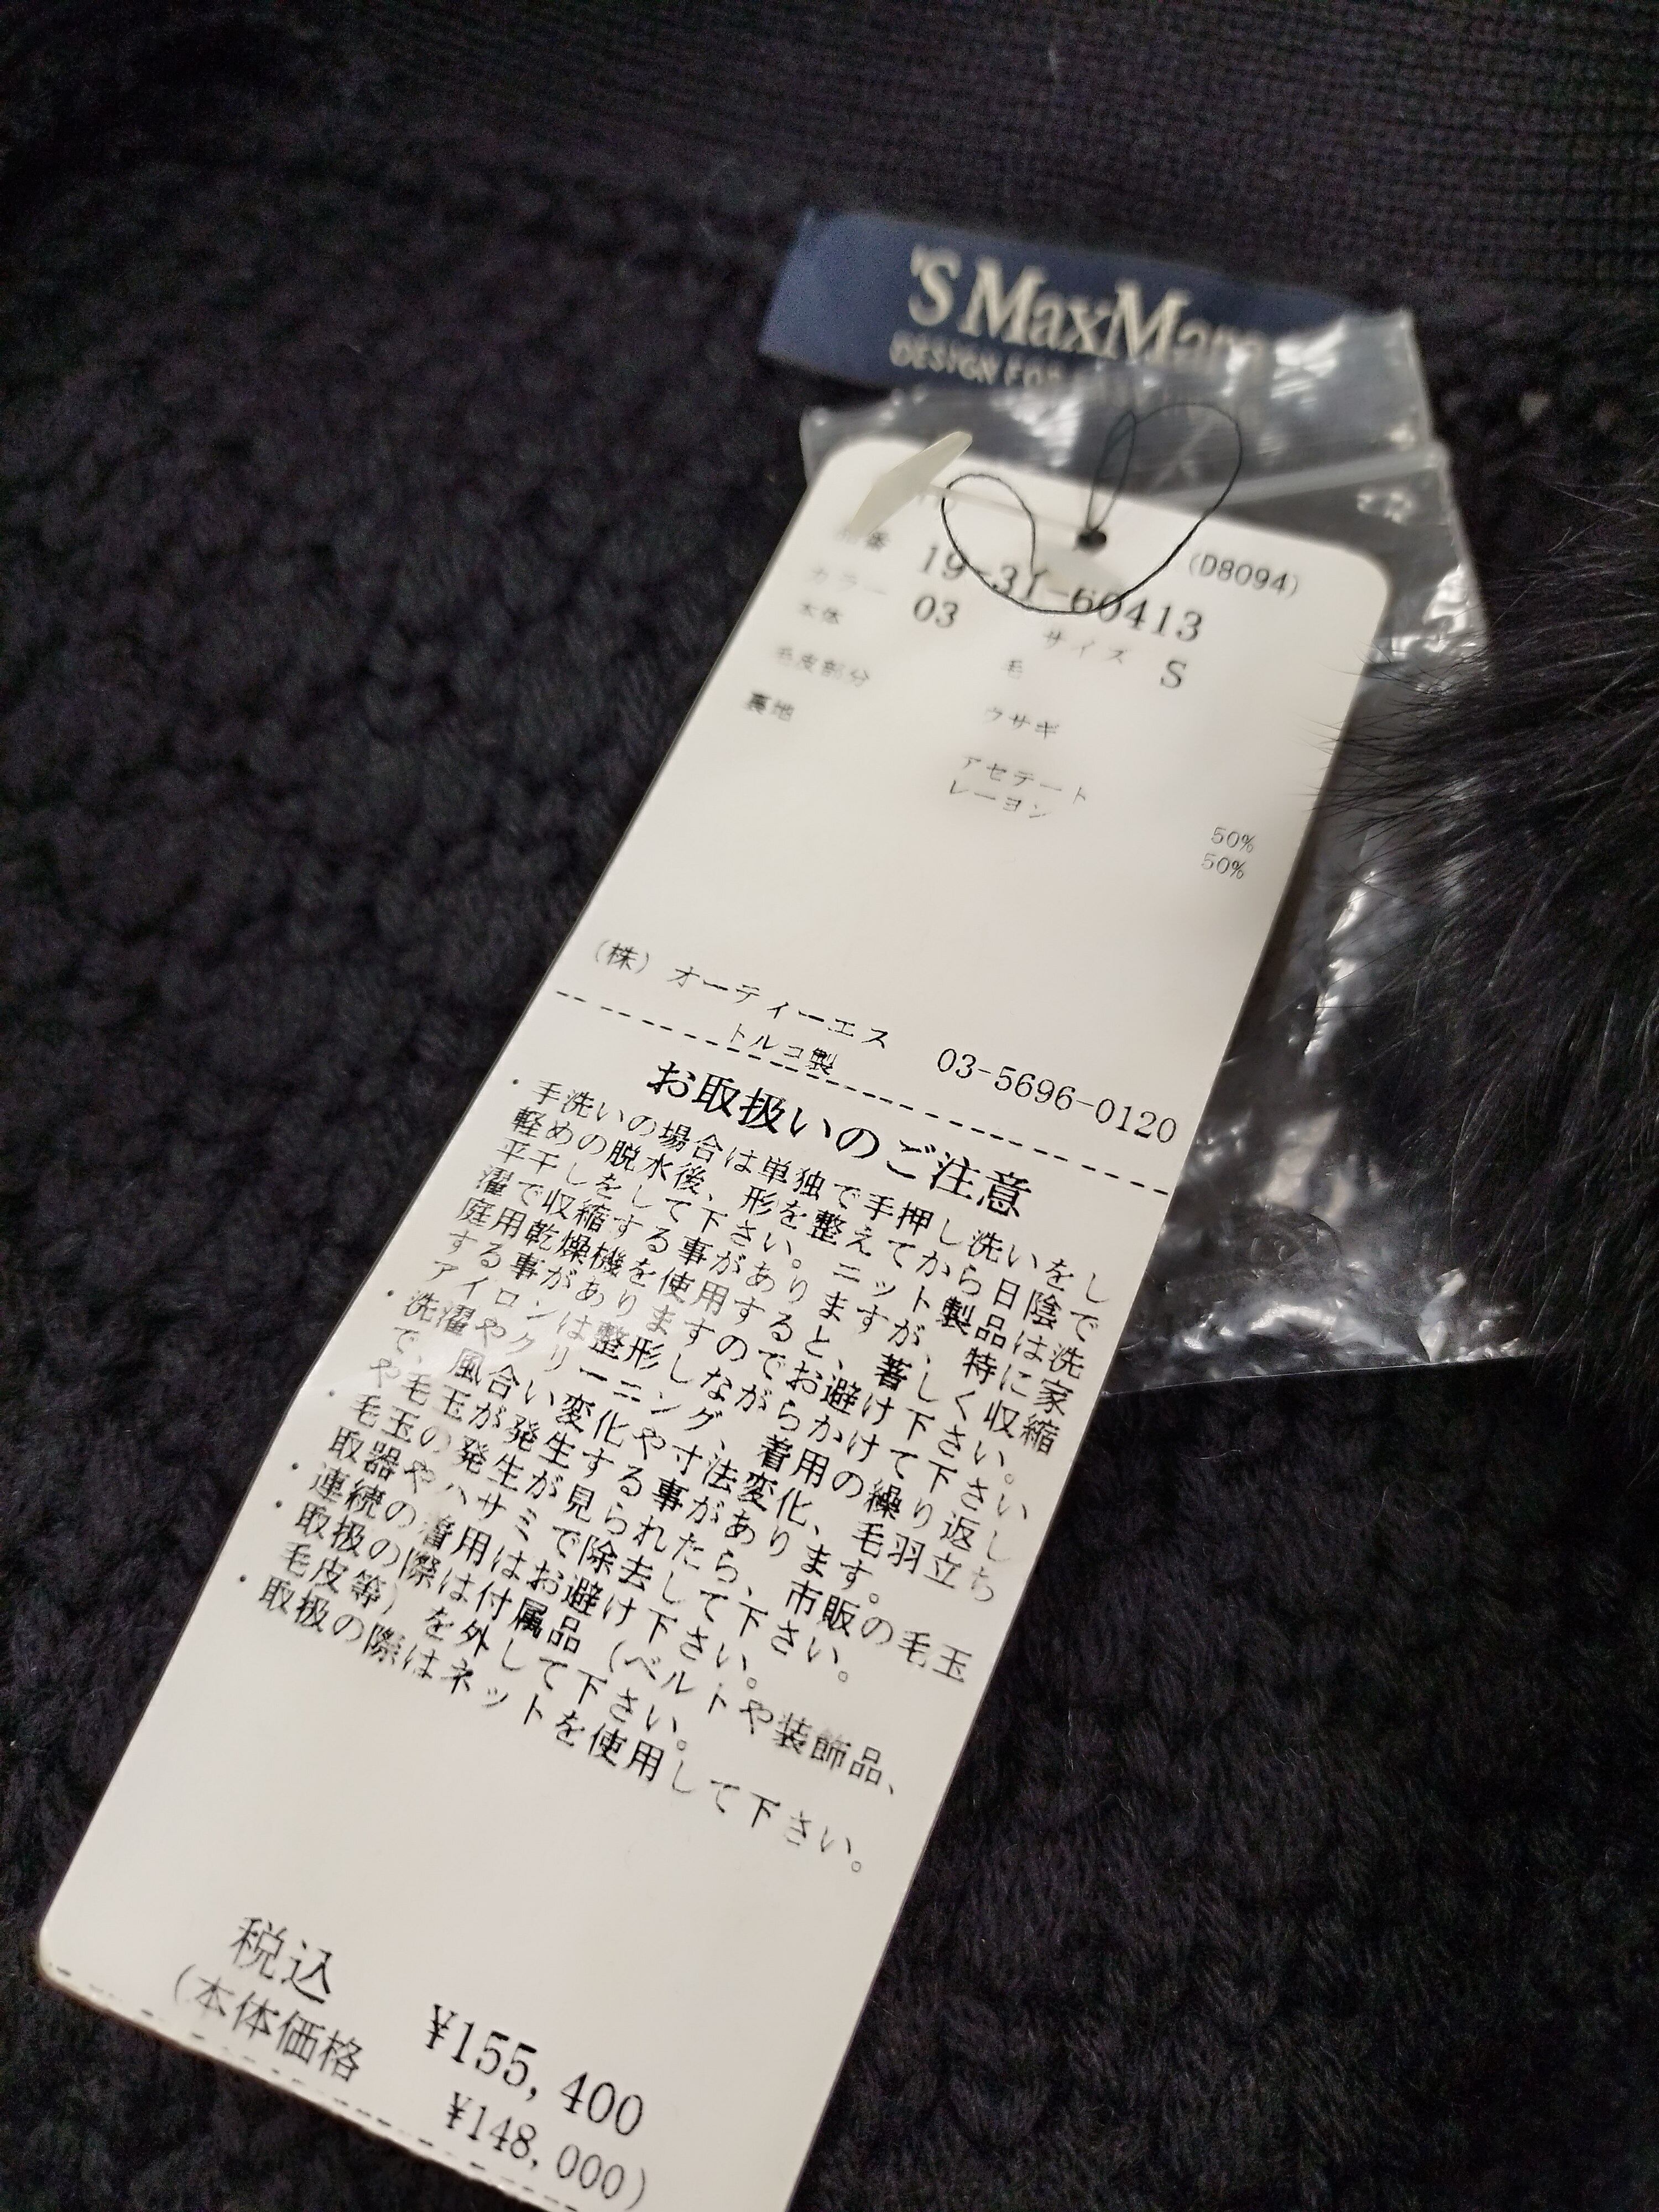 'S MaxMara
DESIGN FOR
(D8094)
品番 19-31-60413
カラー 03 サイズ S
本体 毛
毛皮部分 ウサギ
裏地 アセテート 50%
レーヨン 50%
(株) オーティーエス 03-5696-0120
トルコ製
お取扱いのご注意
・手洗いの場合は単独で手押し洗いをし
軽めの脱水後、形を整えてから日陰で
平干しをして下さい。ニット製品は洗
濯で収縮する事がありますが、特に家
庭用乾燥機を使用すると、著しく収縮
する事がありますのでお避け下さい。
アイロンは整形しながらかけて下さい
・洗濯やクリーニング、着用の繰り返し
で、風合い変化や寸法変化、毛羽立ち
や毛玉が発生する事があります。
・毛玉の発生が見られたら、市販の毛玉
取器やハサミで除去して下さい。
・連続の着用はお避け下さい。
・取扱の際は付属品(ベルトや装飾品、
毛皮等)を外して下さい。
・取扱の際はネットを使用して下さい。
税込 ¥155,400
(本体価格 ¥148,000)